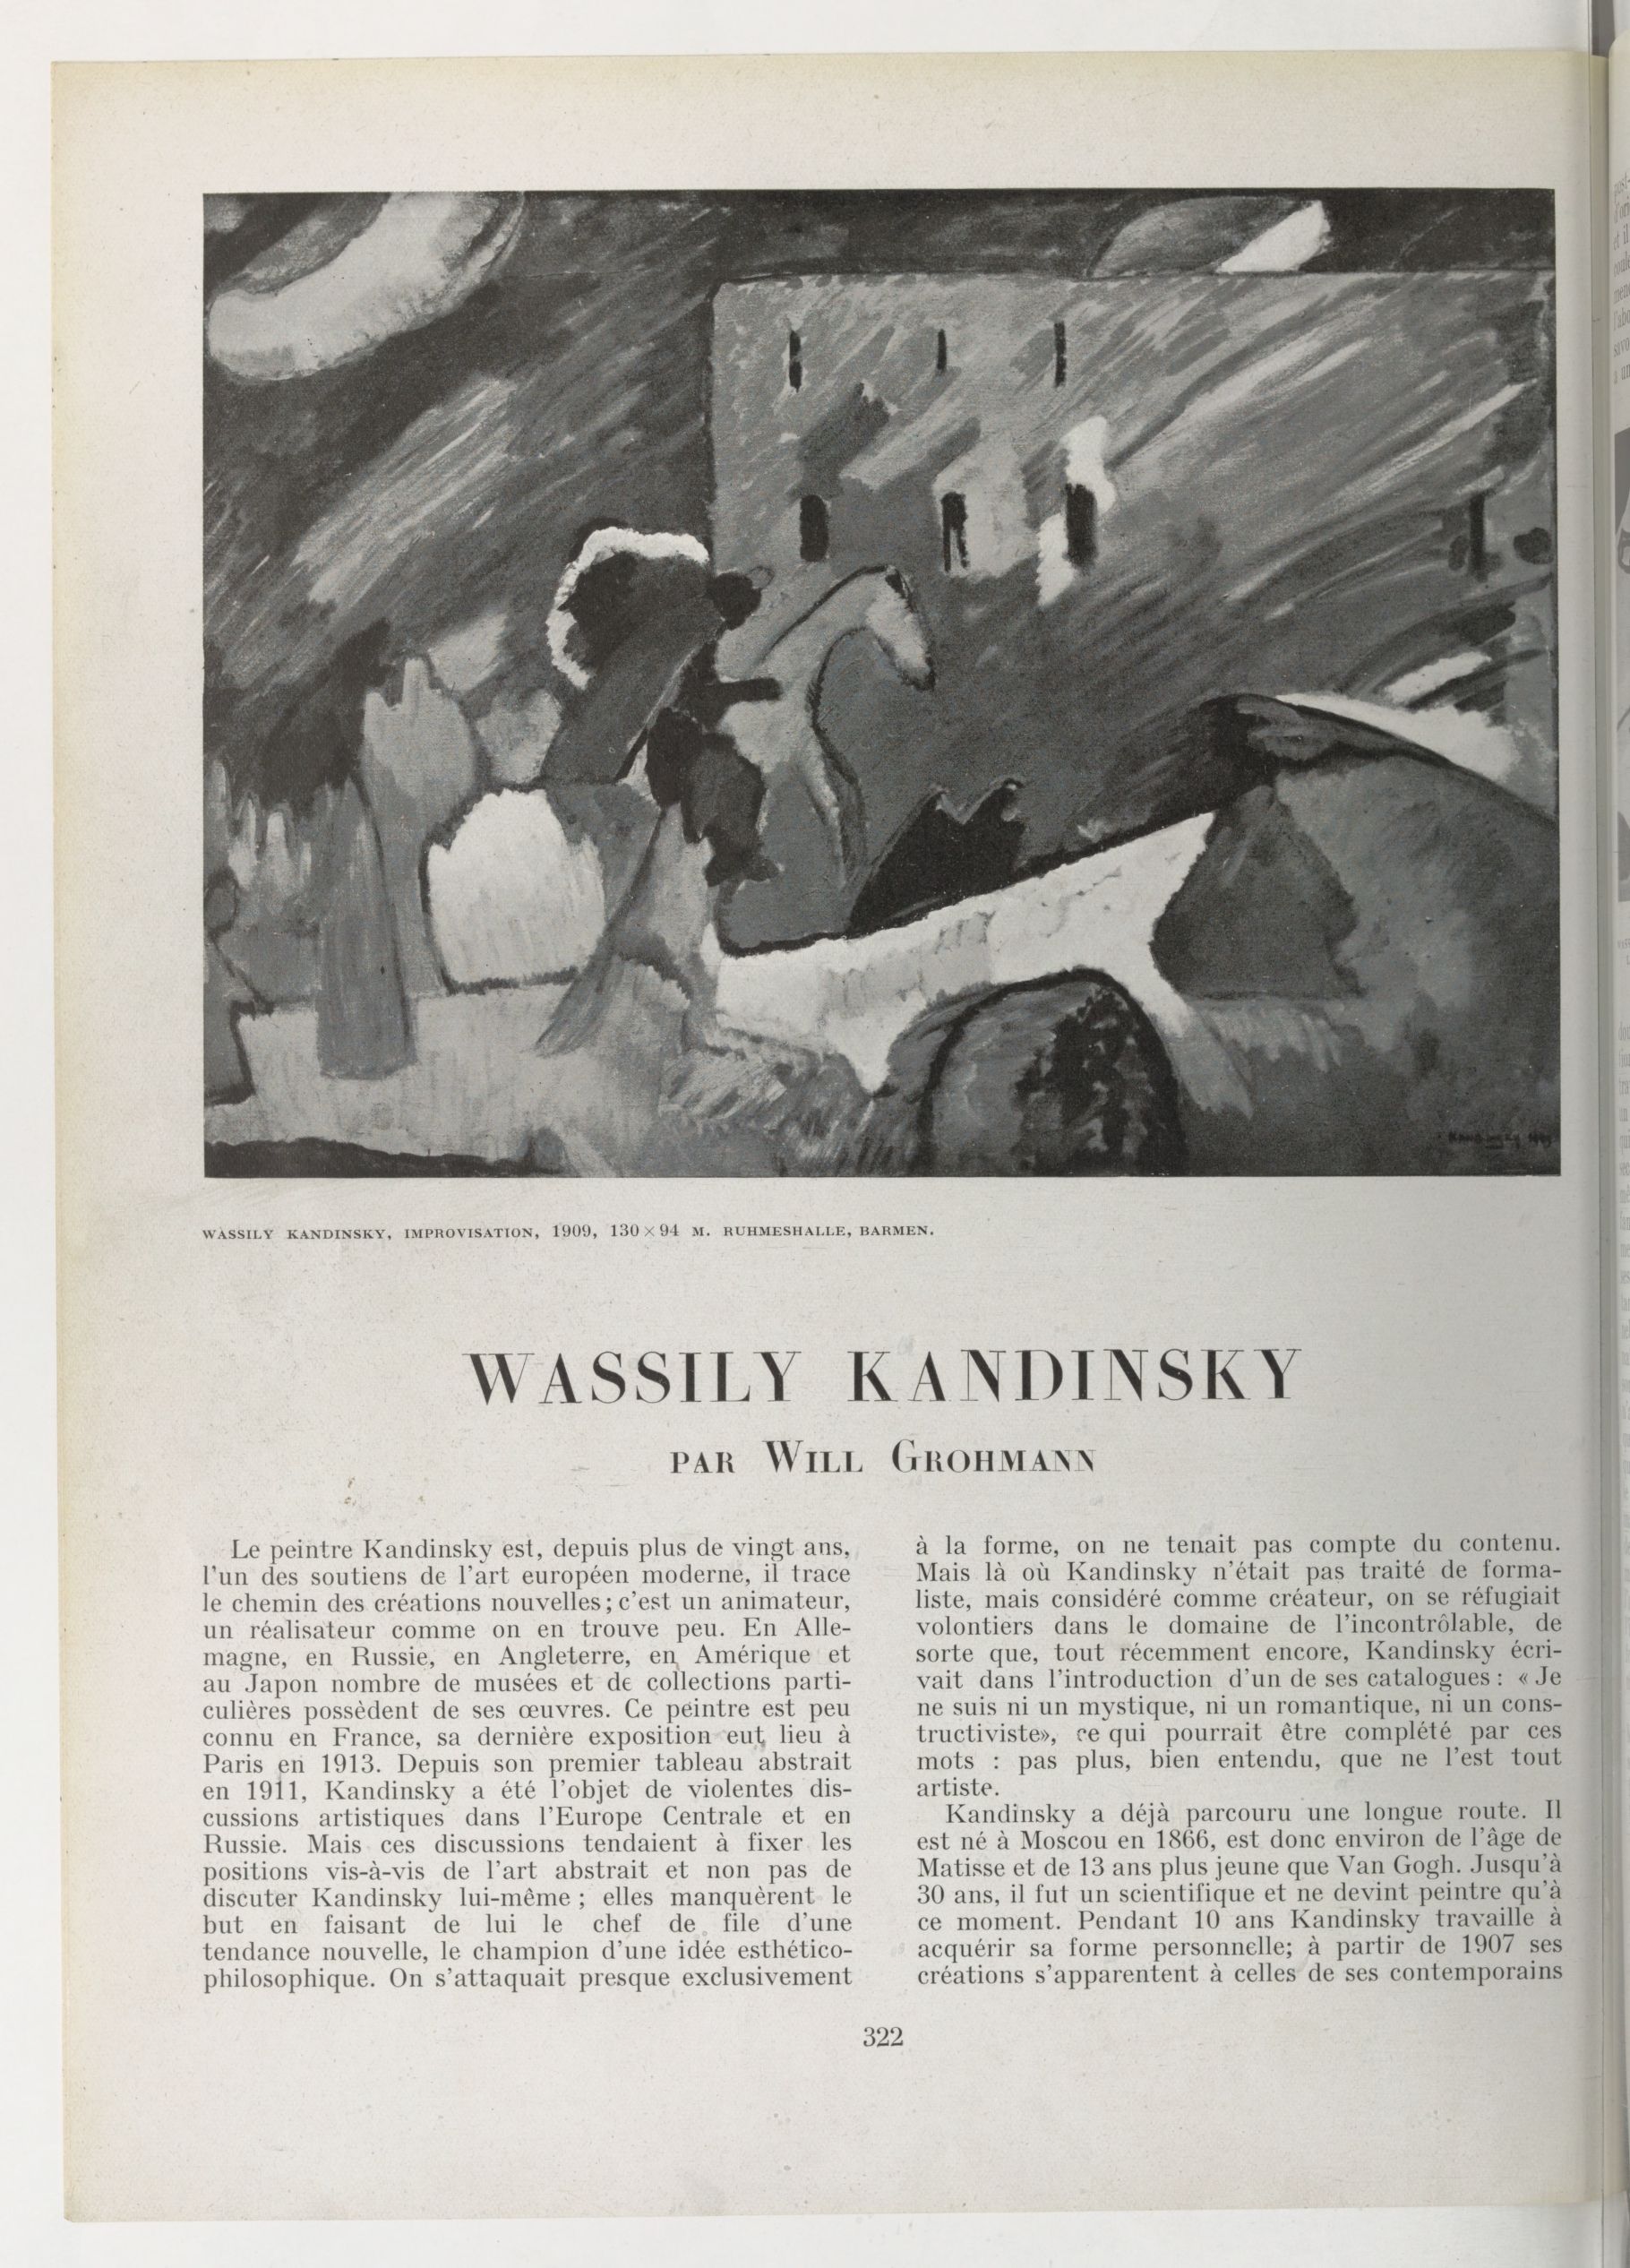 Kandinsky 1909
WASSILY KANDINSKY, IMPROVISATION, 1909, 130 × 94 M. RUHMESHALLE, BARMEN.
WASSILY KANDINSKY
PAR WILL GROHMANN
Le peintre Kandinsky est, depuis plus de vingt ans,
l'un des soutiens de l'art européen moderne, il trace
le chemin des créations nouvelles ; c'est un animateur,
un réalisateur comme on en trouve peu. En Alle-
magne, en Russie, en Angleterre, en Amérique et
au Japon nombre de musées et de collections parti-
culières possèdent de ses œuvres. Ce peintre est peu
connu en France, sa dernière exposition eut lieu à
Paris en 1913. Depuis son premier tableau abstrait
en 1911, Kandinsky a été l'objet de violentes dis-
cussions artistiques dans l'Europe Centrale et en
Russie. Mais ces discussions tendaient à fixer les
positions vis-à-vis de l'art abstrait et non pas de
discuter Kandinsky lui-même ; elles manquèrent le
but en faisant de lui le chef de file d'une
tendance nouvelle, le champion d'une idée esthético-
philosophique. On s'attaquait presque exclusivement
à la forme, on ne tenait pas compte du contenu.
Mais là où Kandinsky n'était pas traité de forma-
liste, mais considéré comme créateur, on se réfugiait
volontiers dans le domaine de l'incontrôlable, de
sorte que, tout récemment encore, Kandinsky écri-
vait dans l'introduction d'un de ses catalogues : « Je
ne suis ni un mystique, ni un romantique, ni un cons-
tructiviste», ce qui pourrait être complété par ces
mots : pas plus, bien entendu, que ne l'est tout
artiste.
Kandinsky a déjà parcouru une longue route. Il
est né à Moscou en 1866, est donc environ de l'âge de
Matisse et de 13 ans plus jeune que Van Gogh. Jusqu'à
30 ans, il fut un scientifique et ne devint peintre qu'à
ce moment. Pendant 10 ans Kandinsky travaille à
acquérir sa forme personnelle; à partir de 1907 ses
créations s'apparentent à celles de ses contemporains
322